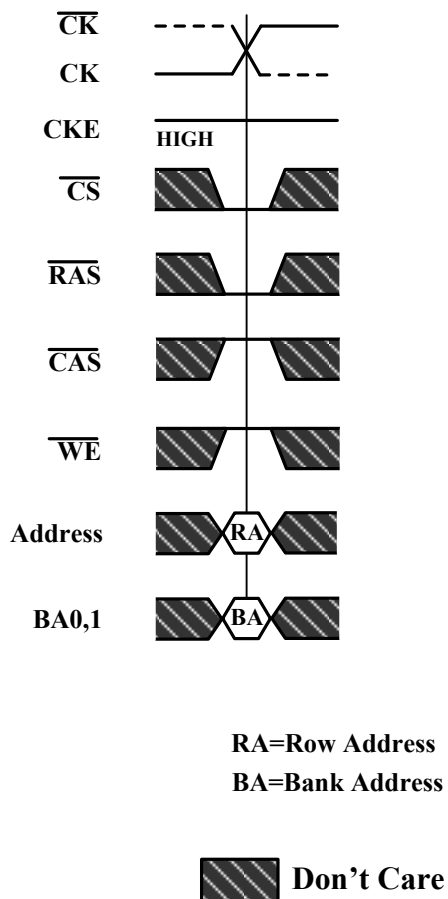 CK
CK
CKE
HIGH
CS
RAS
CAS
WE
Address
RA
BA0,1
BA
RA=Row Address
BA=Bank Address
Don't Care